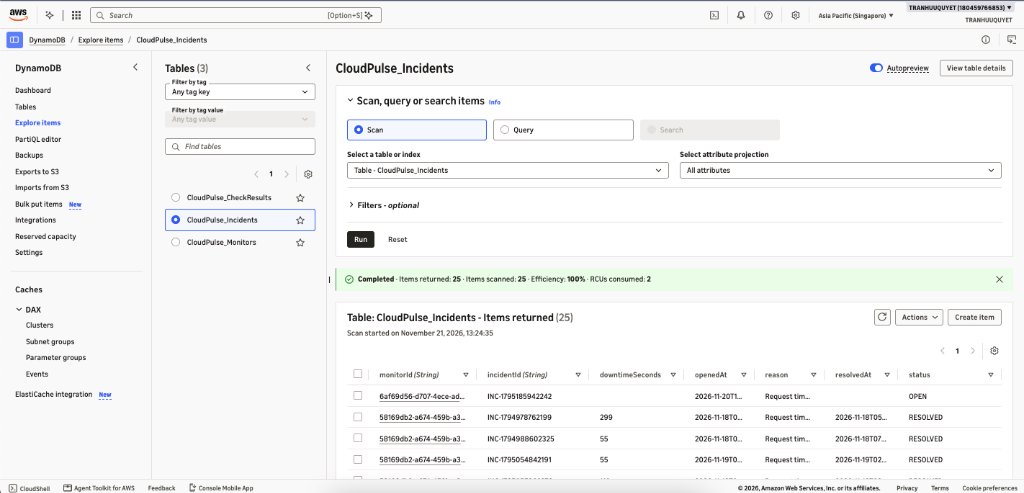 aws
Search
[Option+S]
Asia Pacific (Singapore)
TRANHUUQUYET (180459766853)
TRANHUUQUYET
DynamoDB / Explore items / CloudPulse_Incidents
DynamoDB
Dashboard
Tables
Explore items
PartiQL editor
Backups
Exports to S3
Imports from S3
Bulk put items New
Integrations
Reserved capacity
Settings
Caches
DAX
Clusters
Subnet groups
Parameter groups
Events
ElastiCache integration New
Tables (3)
Filter by tag
Any tag key
Filter by tag value
Any tag value
Find tables
1
CloudPulse_CheckResults
CloudPulse_Incidents
CloudPulse_Monitors
CloudPulse_Incidents
Autopreview
View table details
Scan, query or search items Info
Scan
Query
Search
Select a table or index
Table - CloudPulse_Incidents
Select attribute projection
All attributes
Filters - optional
Run
Reset
Completed · Items returned: 25 · Items scanned: 25 · Efficiency: 100% · RCUs consumed: 2
Table: CloudPulse_Incidents - Items returned (25)
Scan started on November 21, 2026, 13:24:35
Actions
Create item
1
monitorId (String) incidentId (String) downtimeSeconds openedAt reason resolvedAt status
6af69d56-d707-4ece-ad... INC-1795185942242 2026-11-20T1... Request tim... OPEN
58169db2-a674-459b-a3... INC-1794978762199 299 2026-11-18T0... Request tim... 2026-11-18T05... RESOLVED
58169db2-a674-459b-a3... INC-1794988602325 55 2026-11-18T0... Request tim... 2026-11-18T07... RESOLVED
58169db2-a674-459b-a3... INC-1795054842191 55 2026-11-19T0... Request tim... 2026-11-19T02... RESOLVED
CloudShell
Agent Toolkit for AWS
Feedback
Console Mobile App
© 2026, Amazon Web Services, Inc. or its affiliates.
Privacy
Terms
Cookie preferences